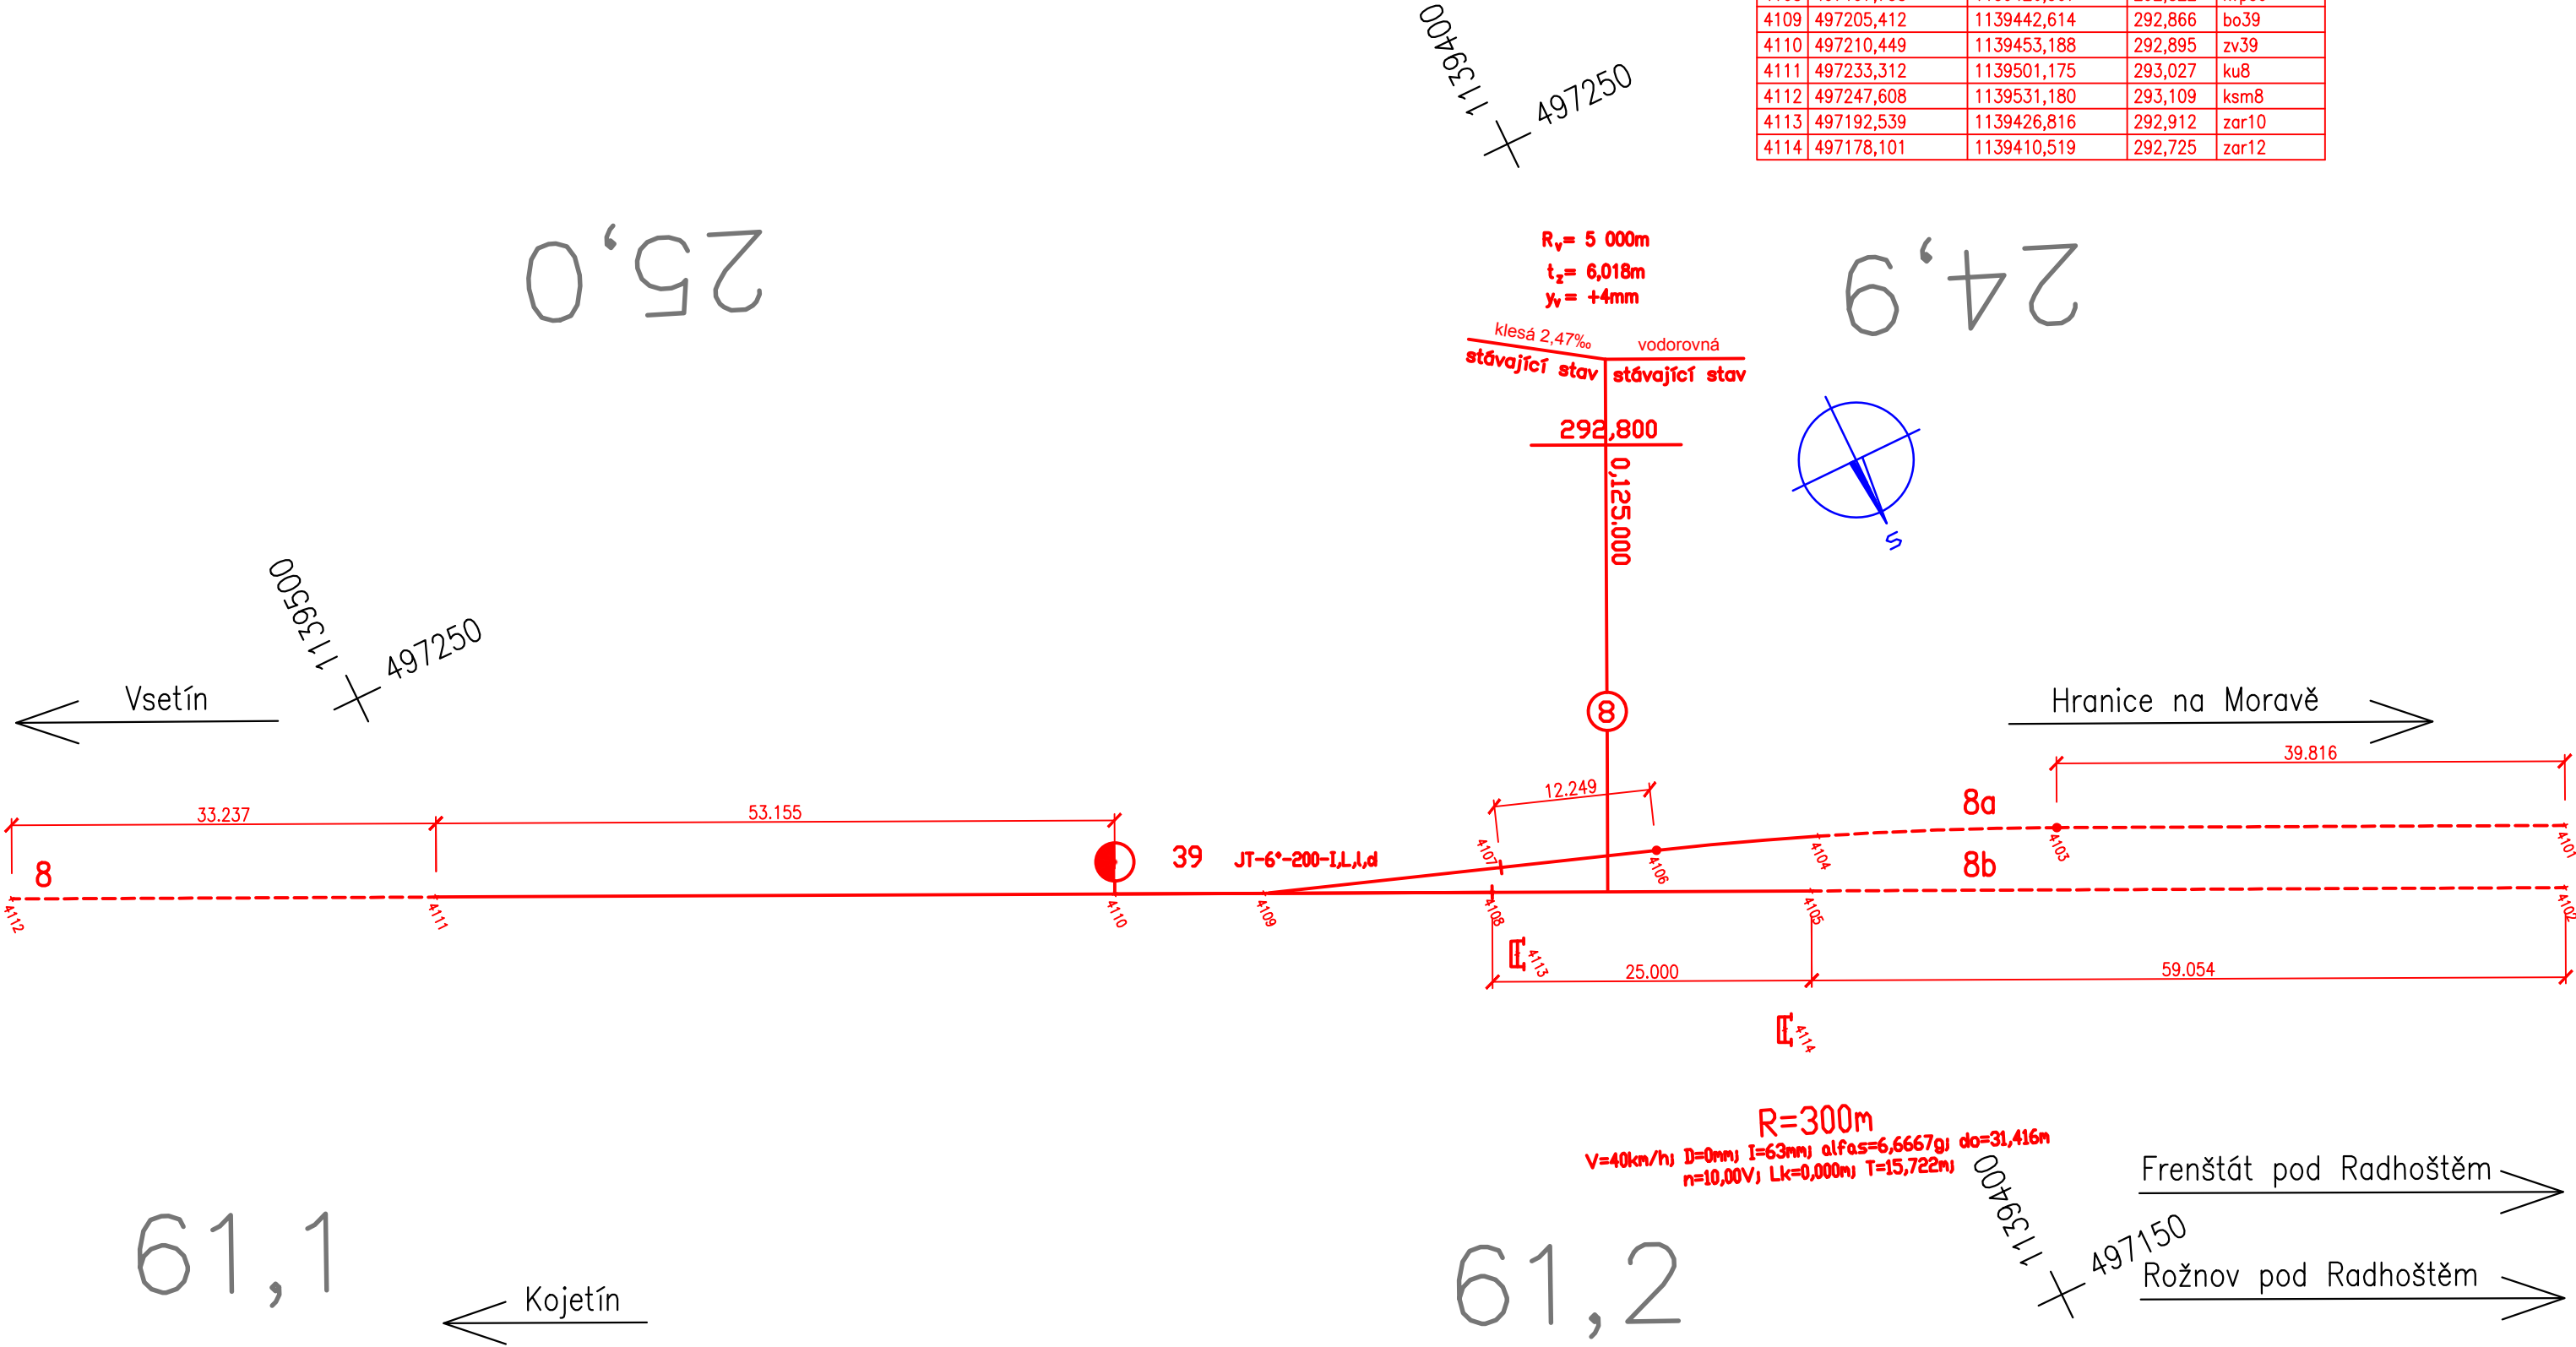 4109 497205,412 1139442,614 292,866 bo39
4110 497210,449 1139453,188 292,895 zv39
4111 497233,312 1139501,175 293,027 ku8
4112 497247,608 1139531,180 293,109 ksm8
4113 497192,539 1139426,816 292,912 zar10
4114 497178,101 1139410,519 292,725 zar12
1139400
497250
25,0
24,9
Rv= 5 000m
tz= 6,018m
yv= +4mm
klesá 2,47‰
vodorovná
stávající stav
stávající stav
292,800
0,125.000
S
1139500
497250
Vsetín
Hranice na Moravě
8
39.816
12.249
33.237
53.155
8a
39
JT-6°-200-I,L,l,d
8
8b
4107
4106
4104
4103
4101
4112
4111
4110
4109
4108
4105
4102
4113
25.000
59.054
4114
R=300m
V=40km/h; D=0mm; I=63mm; alfas=6,6667g; do=31,416m
n=10,00V; Lk=0,000m; T=15,722m;
1139400
497150
Frenštát pod Radhoštěm
Rožnov pod Radhoštěm
61,1
61,2
Kojetín